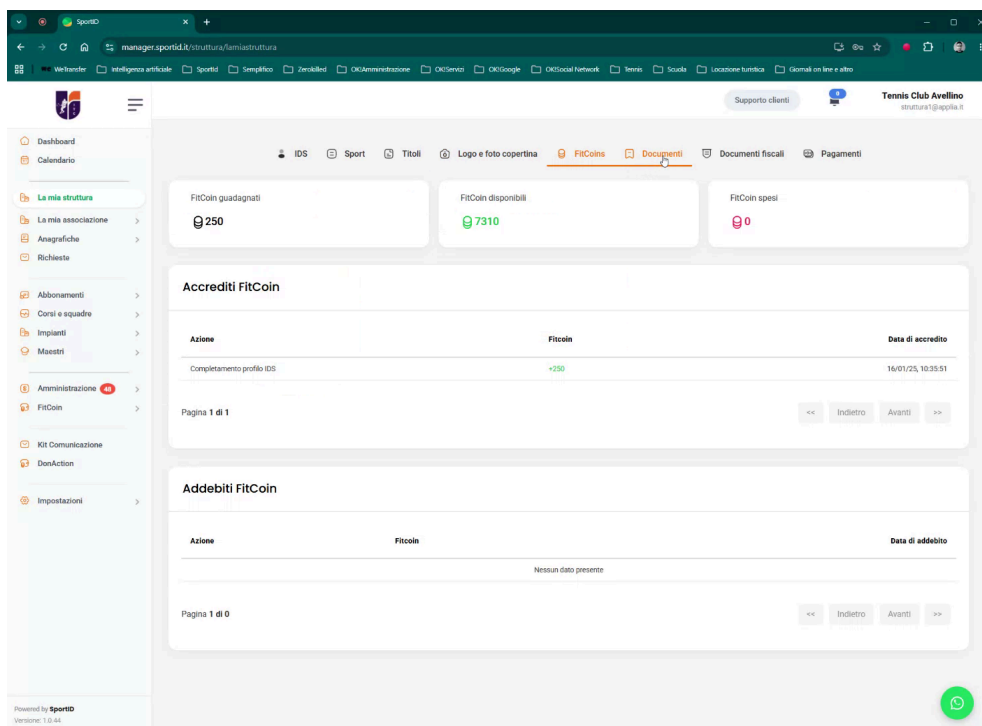 SportID
manager.sportid.it/struttura/lamiastruttura
WeTransfer Intelligenza artificiale SportId Semplifico Zerokilled OK!Amministrazione OK!Servizi OK!Google OK!Social Network Tennis Scuola Locazione turistica Giornali on line e altro
Supporto clienti
0
Tennis Club Avellino
struttura1@applia.it
Dashboard
Calendario
La mia struttura
La mia associazione
Anagrafiche
Richieste
Abbonamenti
Corsi e squadre
Impianti
Maestri
Amministrazione 48
FitCoin
Kit Comunicazione
DonAction
Impostazioni
Powered by SportID
Versione: 1.0.44
IDS Sport Titoli Logo e foto copertina FitCoins Documenti Documenti fiscali Pagamenti
FitCoin guadagnati
250
FitCoin disponibili
7310
FitCoin spesi
0
Accrediti FitCoin
Azione Fitcoin Data di accredito
Completamento profilo IDS +250 16/01/25, 10:35:51
Pagina 1 di 1 << Indietro Avanti >>
Addebiti FitCoin
Azione Fitcoin Data di addebito
Nessun dato presente
Pagina 1 di 0 << Indietro Avanti >>